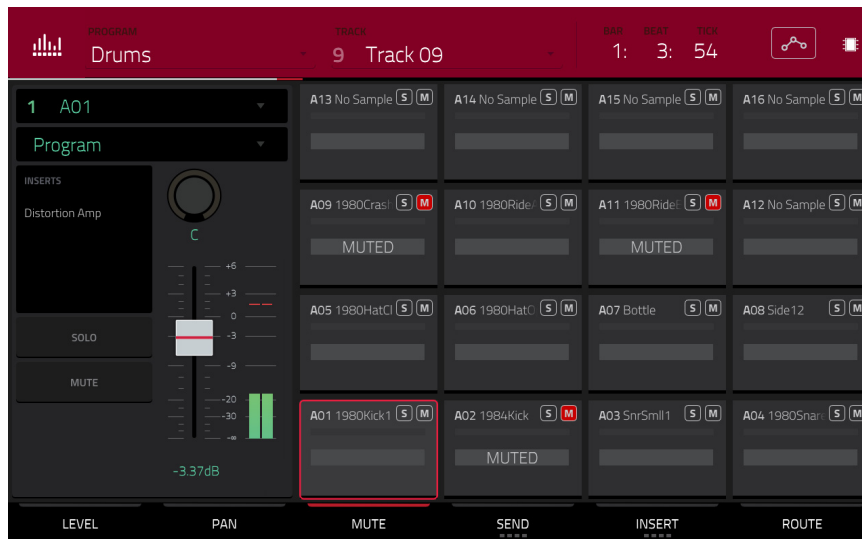 PROGRAM
Drums
TRACK
9 Track 09
BAR BEAT TICK
1: 3: 54
1 A01
Program
INSERTS
Distortion Amp
C
+6
+3
0
-3
-9
-20
-30
-∞
-3.37dB
SOLO
MUTE
A13 No Sample S M
A14 No Sample S M
A15 No Sample S M
A16 No Sample S M
A09 1980Cras S M
MUTED
A10 1980Ride S M
A11 1980Ride S M
MUTED
A12 No Sample S M
A05 1980HatCl S M
A06 1980Hat S M
A07 Bottle S M
A08 Side12 S M
A01 1980Kick1 S M
A02 1984Kick S M
MUTED
A03 SnrSmll1 S M
A04 1980Snar S M
LEVEL PAN MUTE SEND INSERT ROUTE